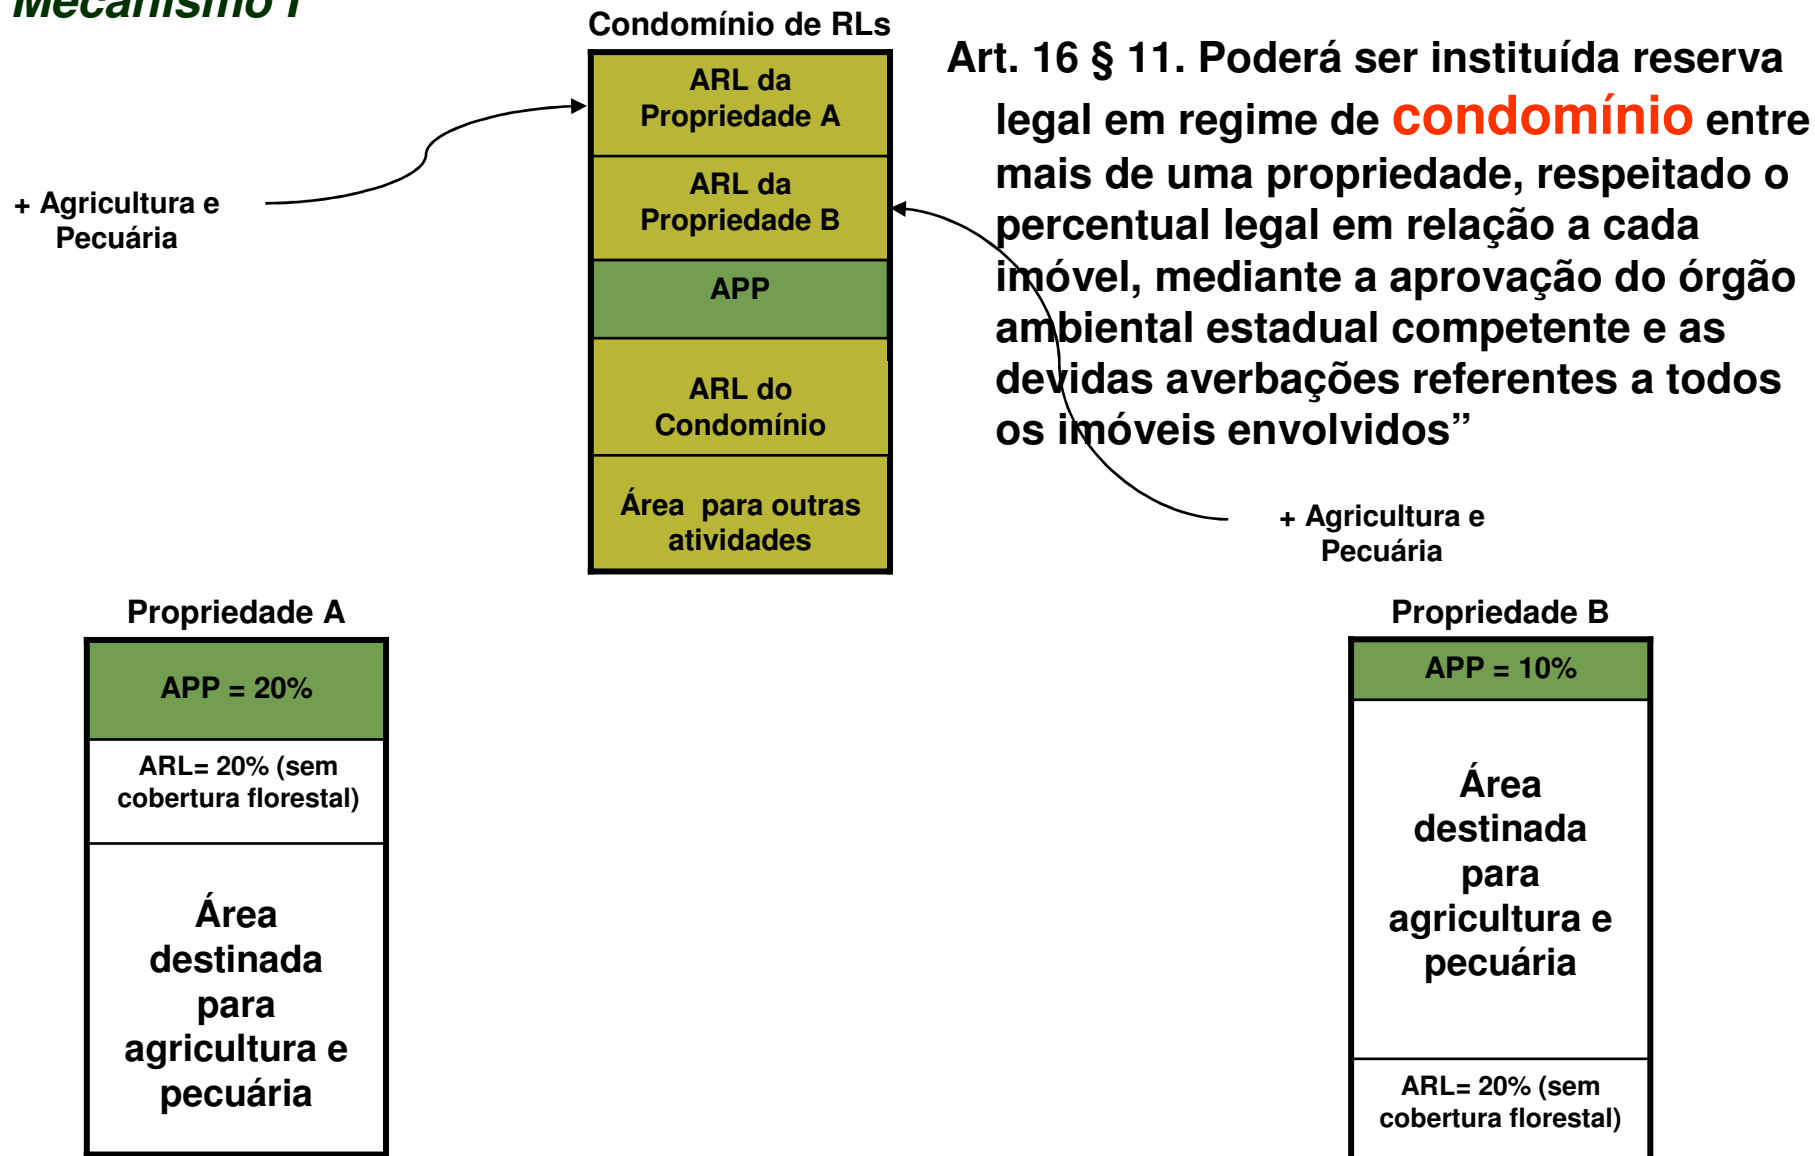 Mecanismo I
Condomínio de RLs
ARL da
Propriedade A
ARL da
Propriedade B
APP
ARL do
Condomínio
Área para outras
atividades
Art. 16 § 11. Poderá ser instituída reserva
legal em regime de condomínio entre
mais de uma propriedade, respeitado o
percentual legal em relação a cada
imóvel, mediante a aprovação do órgão
ambiental estadual competente e as
devidas averbações referentes a todos
os imóveis envolvidos”
+ Agricultura e
Pecuária
+ Agricultura e
Pecuária
Propriedade A
APP = 20%
ARL= 20% (sem
cobertura florestal)
Área
destinada
para
agricultura e
pecuária
Propriedade B
APP = 10%
Área
destinada
para
agricultura e
pecuária
ARL= 20% (sem
cobertura florestal)